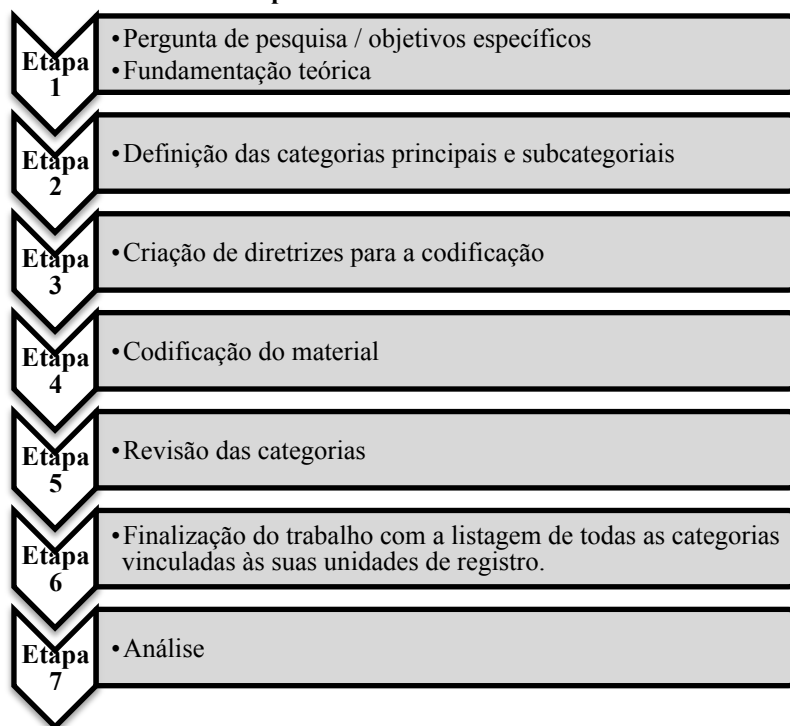 Etapa
1
•Pergunta de pesquisa / objetivos específicos
•Fundamentação teórica
Etapa
2
•Definição das categorias principais e subcategoriais
Etapa
3
•Criação de diretrizes para a codificação
Etapa
4
•Codificação do material
Etapa
5
•Revisão das categorias
Etapa
6
•Finalização do trabalho com a listagem de todas as categorias
vinculadas às suas unidades de registro.
Etapa
7
•Análise